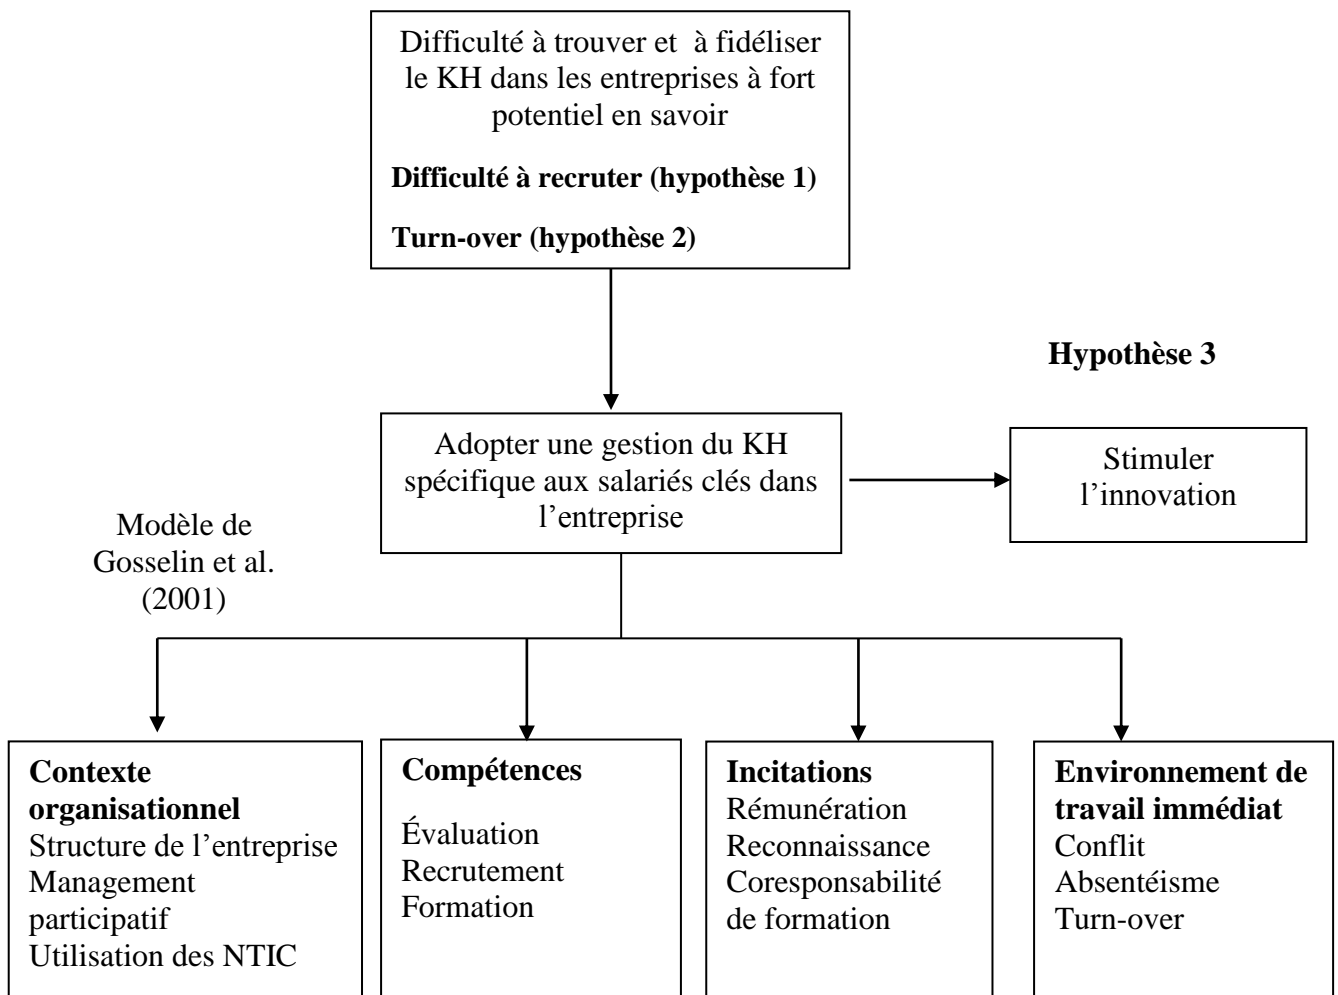 Difficulté à trouver et à fidéliser
le KH dans les entreprises à fort
potentiel en savoir
Difficulté à recruter (hypothèse 1)
Turn-over (hypothèse 2)
Hypothèse 3
Adopter une gestion du KH
spécifique aux salariés clés dans
l’entreprise
Stimuler
l’innovation
Modèle de
Gosselin et al.
(2001)
Contexte
organisationnel
Structure de l’entreprise
Management
participatif
Utilisation des NTIC
Compétences
Évaluation
Recrutement
Formation
Incitations
Rémunération
Reconnaissance
Coresponsabilité
de formation
Environnement de
travail immédiat
Conflit
Absentéisme
Turn-over